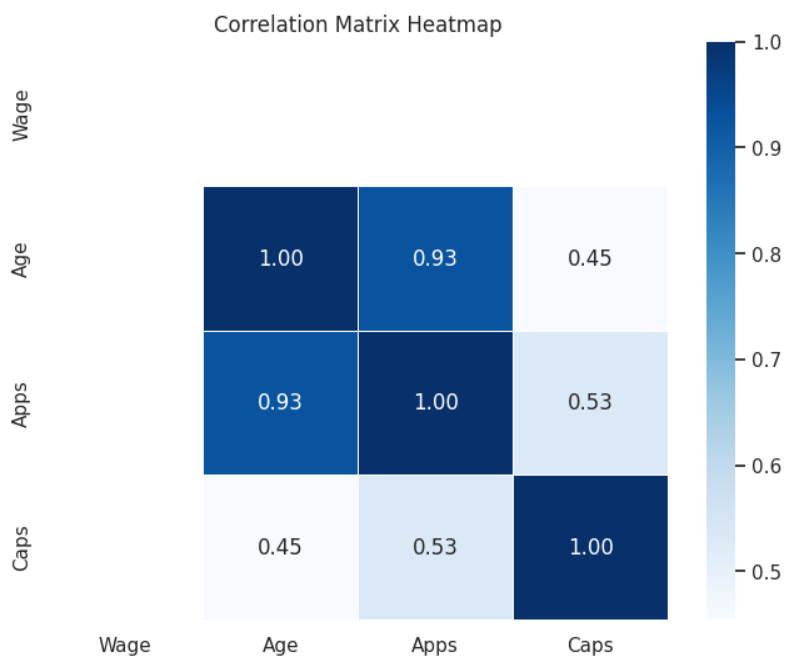 Correlation Matrix Heatmap
1.0
Wage
0.9
Age
1.00 0.93 0.45
0.8
0.7
Apps
0.93 1.00 0.53
0.6
Caps
0.45 0.53 1.00
0.5
Wage Age Apps Caps